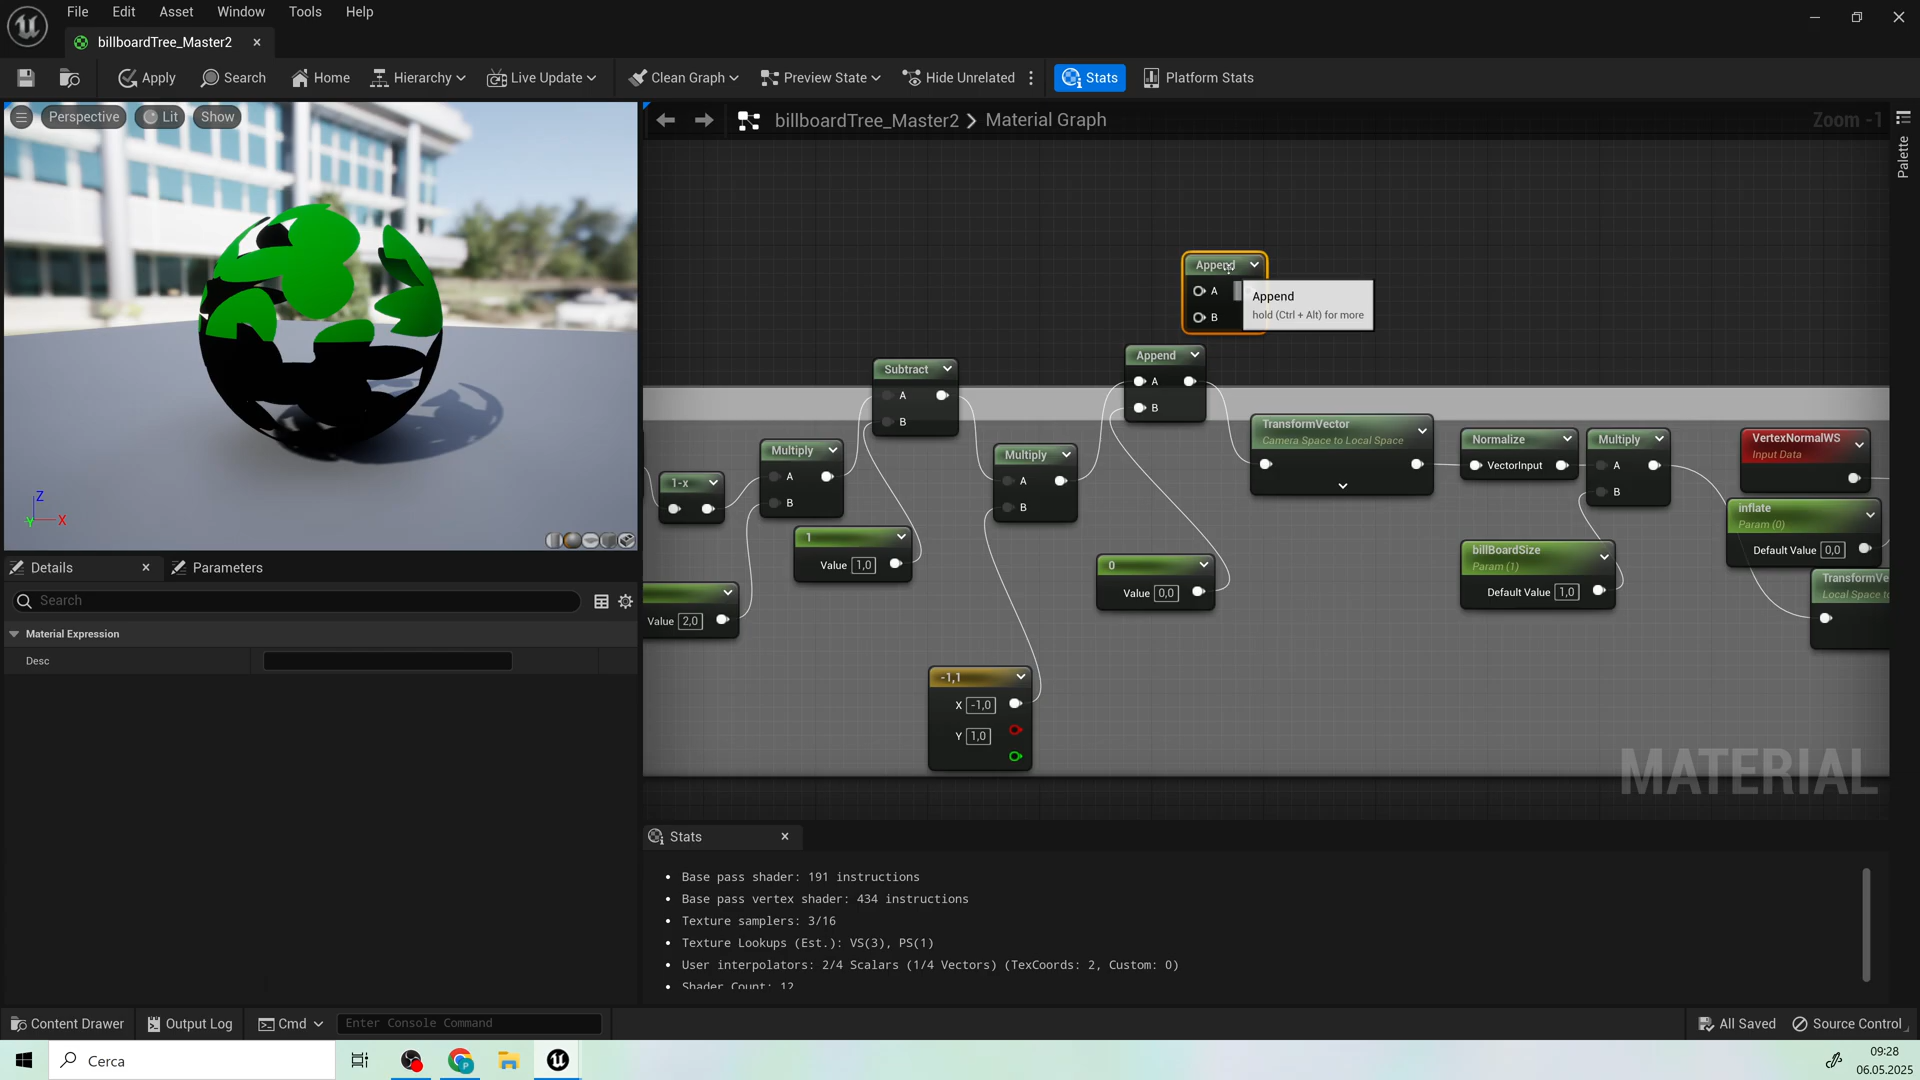 File Edit Asset Window Tools Help
billboardTree_Master2
Apply Search Home Hierarchy Live Update Clean Graph Preview State Hide Unrelated Stats Platform Stats
Perspective Lit Show
billboardTree_Master2 Material Graph Zoom -1
Palette
Append
A
B
Append
hold (Ctrl + Alt) for more
Append
A
B
Subtract
A
B
Multiply
A
B
1-x
1
Value 1,0
Value 2,0
Multiply
A
B
-1,1
X -1,0
Y 1,0
0
Value 0,0
TransformVector
Camera Space to Local Space
Normalize
VectorInput
Multiply
A
B
billBoardSize
Param (1)
Default Value 1,0
VertexNormalWS
Input Data
inflate
Param (0)
Default Value 0,0
TransformVe
Local Space to
MATERIAL
Z
Y X
Details Parameters
Search
Material Expression
Desc
Stats
Base pass shader: 191 instructions
Base pass vertex shader: 434 instructions
Texture samplers: 3/16
Texture Lookups (Est.): VS(3), PS(1)
User interpolators: 2/4 Scalars (1/4 Vectors) (TexCoords: 2, Custom: 0)
Shader Count: 12
Content Drawer Output Log Cmd Enter Console Command All Saved Source Control
Cerca
09:28
06.05.2025